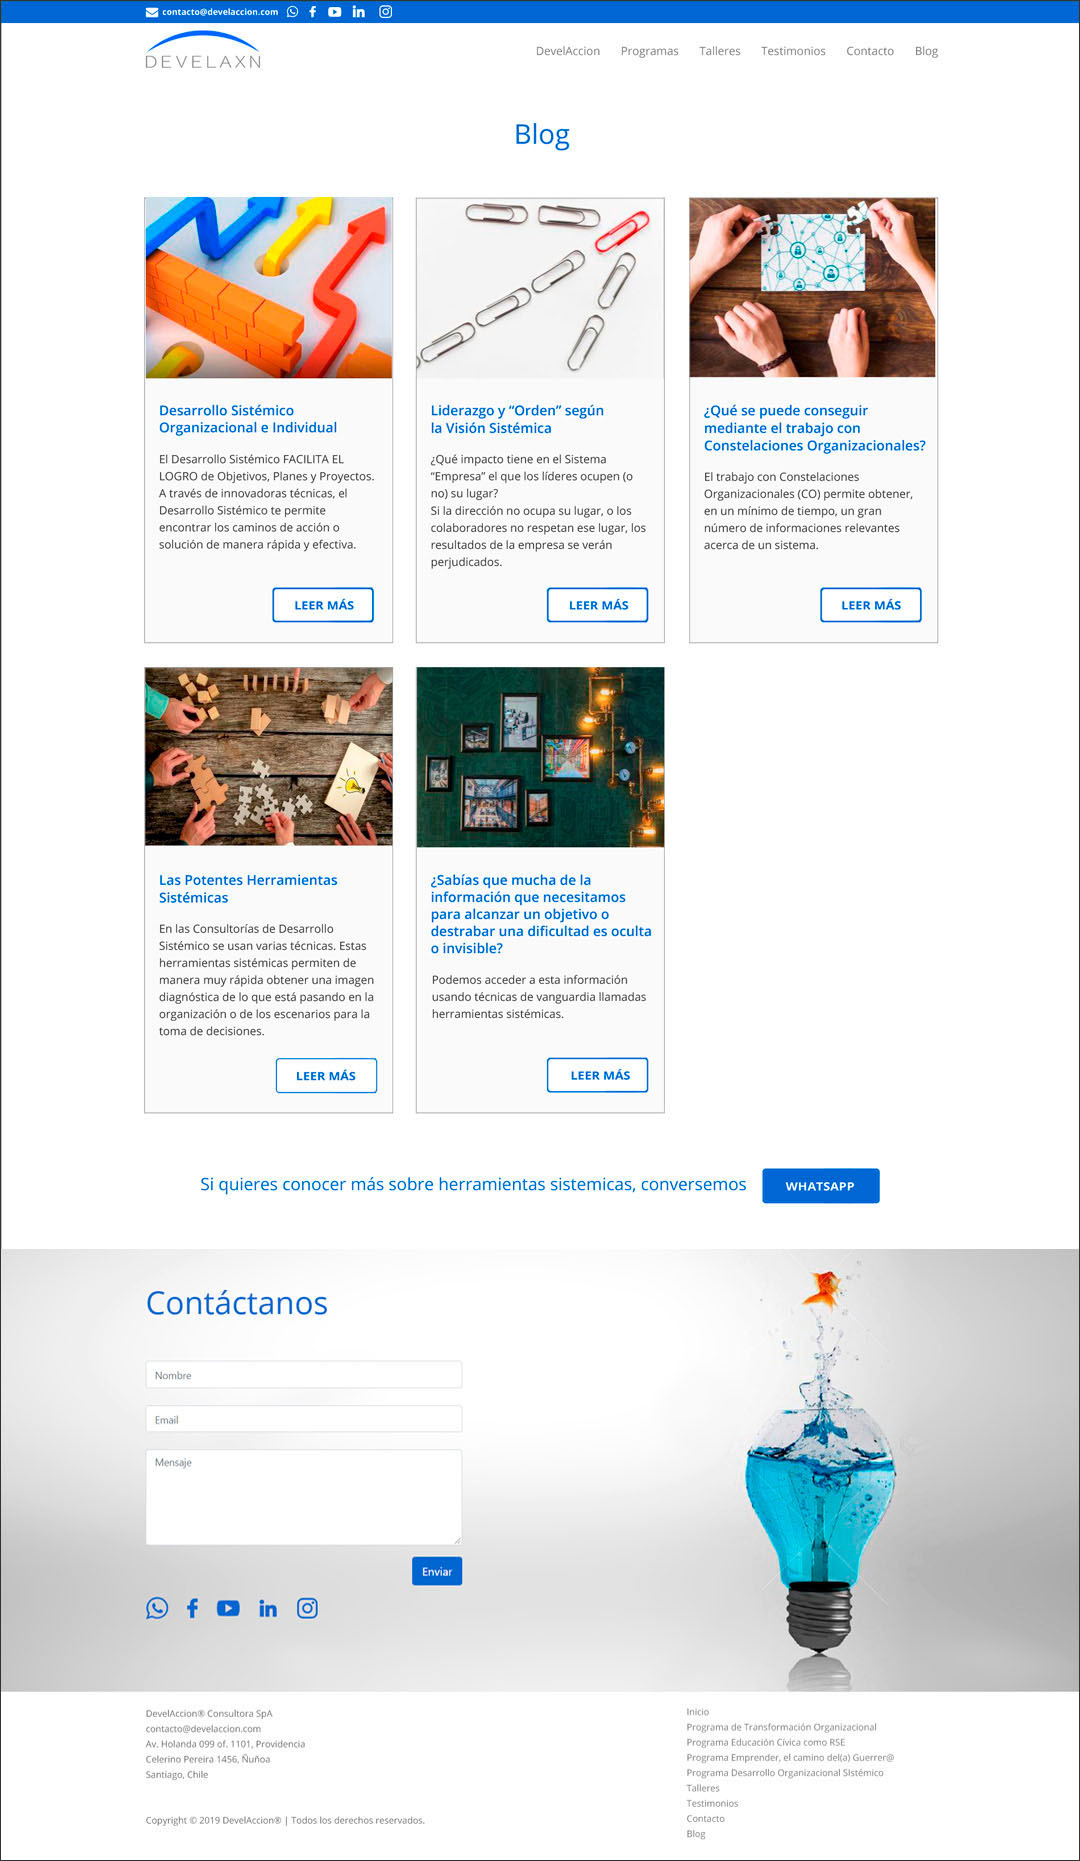 contacto@develaccion.com
DEVELAXN
DevelAccion Programas Talleres Testimonios Contacto Blog
Blog
Desarrollo Sistémico
Organizacional e Individual
El Desarrollo Sistémico FACILITA EL
LOGRO de Objetivos, Planes y Proyectos.
A través de innovadoras técnicas, el
Desarrollo Sistémico te permite
encontrar los caminos de acción o
solución de manera rápida y efectiva.
LEER MÁS
Liderazgo y “Orden” según
la Visión Sistémica
¿Qué impacto tiene en el Sistema
“Empresa” el que los líderes ocupen (o
no) su lugar?
Si la dirección no ocupa su lugar, o los
colaboradores no respetan ese lugar, los
resultados de la empresa se verán
perjudicados.
LEER MÁS
¿Qué se puede conseguir
mediante el trabajo con
Constelaciones Organizacionales?
El trabajo con Constelaciones
Organizacionales (CO) permite obtener,
en un mínimo de tiempo, un gran
número de informaciones relevantes
acerca de un sistema.
LEER MÁS
Las Potentes Herramientas
Sistémicas
En las Consultorías de Desarrollo
Sistémico se usan varias técnicas. Estas
herramientas sistémicas permiten de
manera muy rápida obtener una imagen
diagnóstica de lo que está pasando en la
organización o de los escenarios para la
toma de decisiones.
LEER MÁS
¿Sabías que mucha de la
información que necesitamos
para alcanzar un objetivo o
destrabar una dificultad es oculta
o invisible?
Podemos acceder a esta información
usando técnicas de vanguardia llamadas
herramientas sistémicas.
LEER MÁS
Si quieres conocer más sobre herramientas sistemicas, conversemos WHATSAPP
Contáctanos
Nombre
Email
Mensaje
Enviar
DevelAccion® Consultora SpA
contacto@develaccion.com
Av. Holanda 099 of. 1101, Providencia
Celerino Pereira 1456, Ñuñoa
Santiago, Chile
Copyright © 2019 DevelAccion® | Todos los derechos reservados.
Inicio
Programa de Transformación Organizacional
Programa Educación Cívica como RSE
Programa Emprender, el camino del(a) Guerrer@
Programa Desarrollo Organizacional SIstémico
Talleres
Testimonios
Contacto
Blog